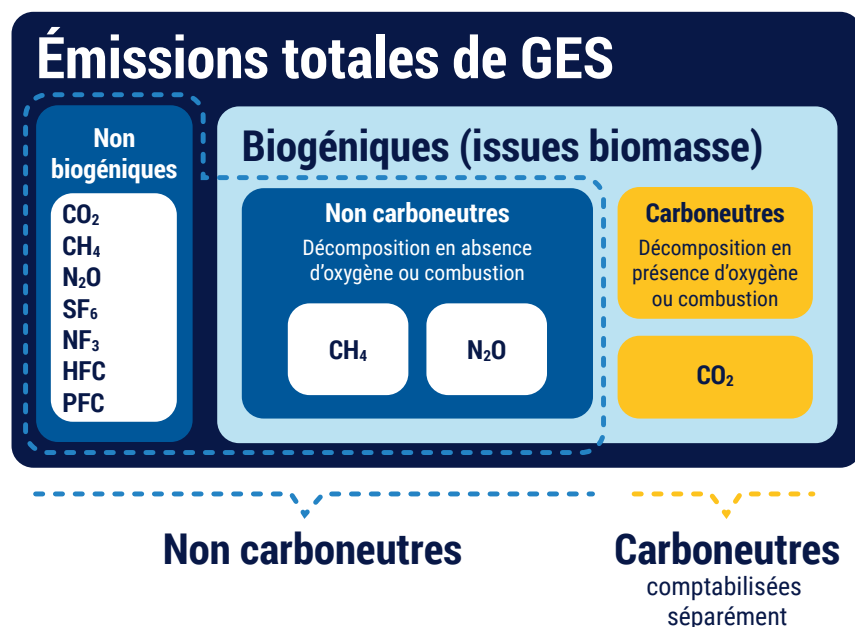 Émissions totales de GES
Non
biogéniques
CO₂
CH₄
N₂O
SF₆
NF₃
HFC
PFC
Biogéniques (issues biomasse)
Non carboneutres
Décomposition en absence
d'oxygène ou combustion
CH₄
N₂O
Carboneutres
Décomposition en
présence d'oxygène
ou combustion
CO₂
Non carboneutres
Carboneutres
comptabilisées
séparément